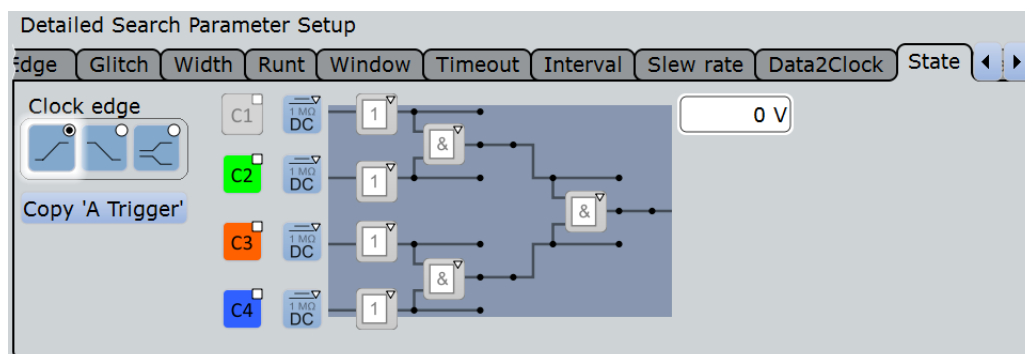 Detailed Search Parameter Setup
Edge Glitch Width Runt Window Timeout Interval Slew rate Data2Clock State
Clock edge
C1 1 MΩ DC 1 0 V
&
C2 1 MΩ DC 1
Copy 'A Trigger'
&
C3 1 MΩ DC 1
&
C4 1 MΩ DC 1